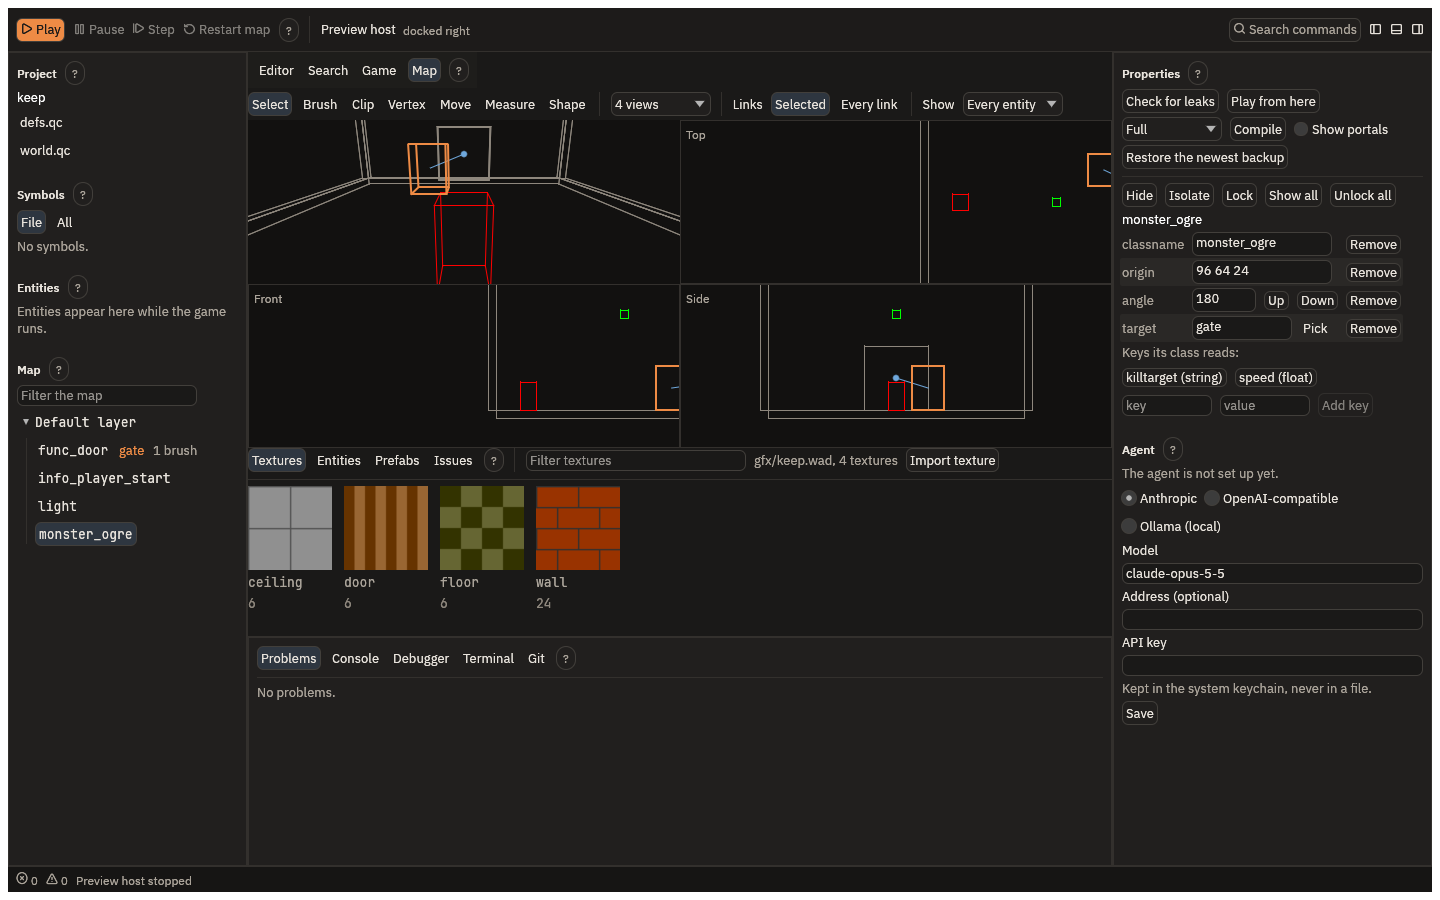 Play Pause Step Restart map ? Preview host docked right Search commands
Project ?
keep
defs.qc
world.qc
Symbols ?
File All
No symbols.
Entities ?
Entities appear here while the game
runs.
Map ?
Filter the map
Default layer
func_door gate 1 brush
info_player_start
light
monster_ogre
Editor Search Game Map ?
Select Brush Clip Vertex Move Measure Shape 4 views Links Selected Every link Show Every entity
Top
Front
Side
Textures Entities Prefabs Issues ? Filter textures gfx/keep.wad, 4 textures Import texture
ceiling door floor wall
6 6 6 24
Problems Console Debugger Terminal Git ?
No problems.
Properties ?
Check for leaks Play from here
Full Compile Show portals
Restore the newest backup
Hide Isolate Lock Show all Unlock all
monster_ogre
classname monster_ogre Remove
origin 96 64 24 Remove
angle 180 Up Down Remove
target gate Pick Remove
Keys its class reads:
killtarget (string) speed (float)
key value Add key
Agent ?
The agent is not set up yet.
Anthropic OpenAI-compatible
Ollama (local)
Model
claude-opus-5-5
Address (optional)
API key
Kept in the system keychain, never in a file.
Save
0 0 Preview host stopped